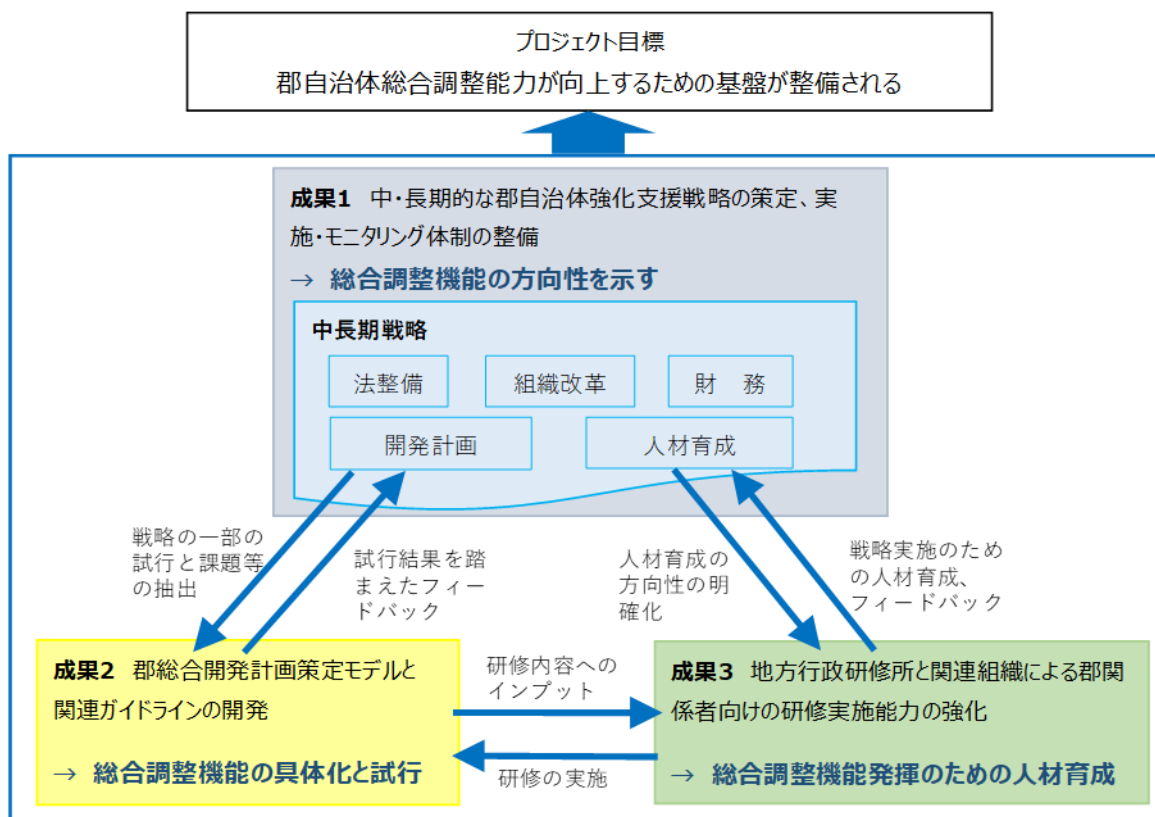 プロジェクト目標
郡自治体総合調整能力が向上するための基盤が整備される
成果1 中・長期的な郡自治体強化支援戦略の策定、実
施・モニタリング体制の整備
→ 総合調整機能の方向性を示す
中長期戦略
法整備
組織改革
財　務
開発計画
人材育成
戦略の一部の
試行と課題等
の抽出
試行結果を踏
まえたフィー
ドバック
人材育成の
方向性の明
確化
戦略実施のため
の人材育成、
フィードバック
成果2 郡総合開発計画策定モデルと
関連ガイドラインの開発
→ 総合調整機能の具体化と試行
研修内容への
インプット
研修の実施
成果3 地方行政研修所と関連組織による郡関
係者向けの研修実施能力の強化
→ 総合調整機能発揮のための人材育成